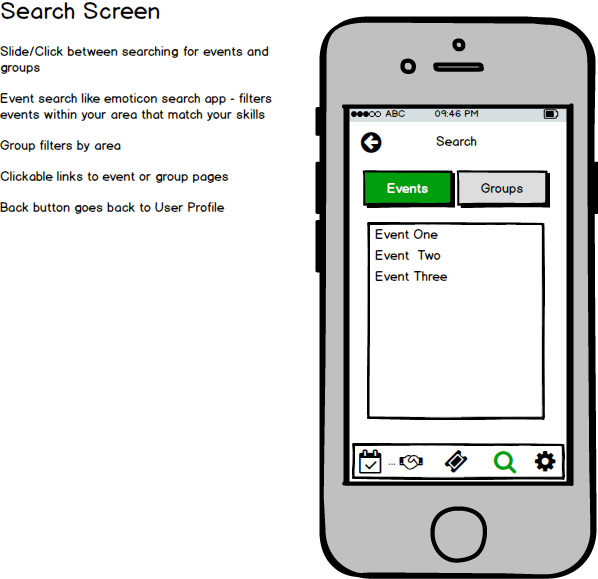 Search Screen
Slide/Click between searching for events and
groups
Event search like emoticon search app - filters
events within your area that match your skills
Group filters by area
Clickable links to event or group pages
Back button goes back to User Profile
ABC 09:46 PM
Search
Events Groups
Event One
Event Two
Event Three
...